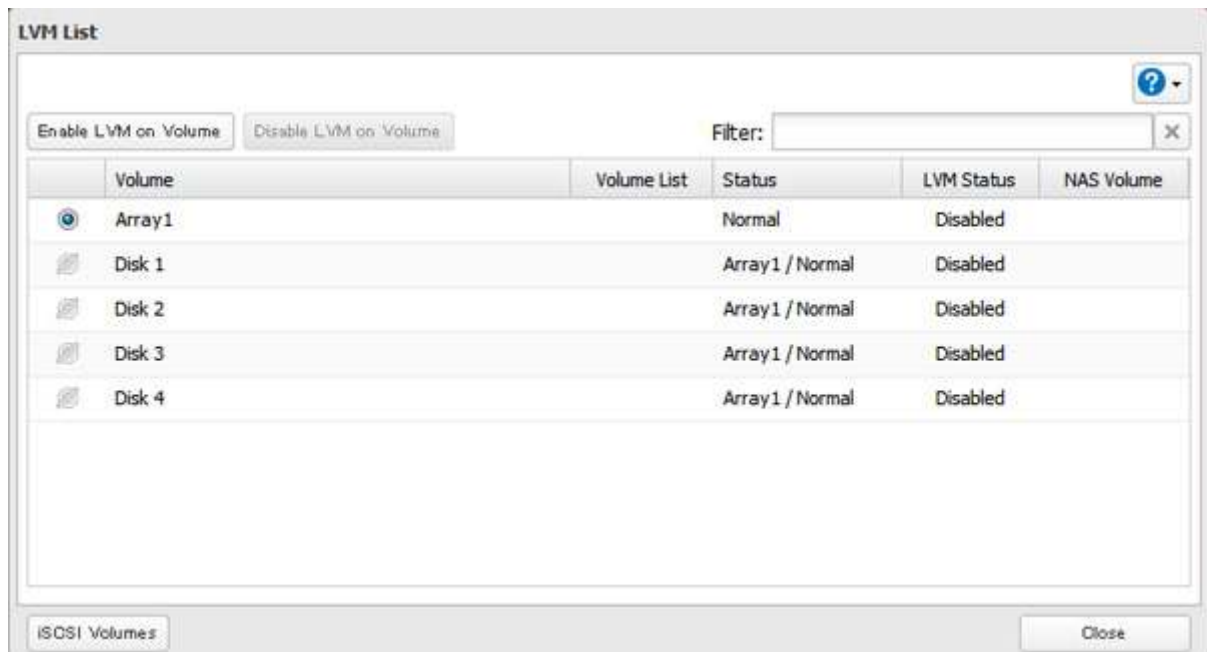 LVM List
?
Enable LVM on Volume Disable LVM on Volume Filter:
Volume Volume List Status LVM Status NAS Volume
Array1 Normal Disabled
Disk 1 Array1 / Normal Disabled
Disk 2 Array1 / Normal Disabled
Disk 3 Array1 / Normal Disabled
Disk 4 Array1 / Normal Disabled
iSCSI Volumes Close